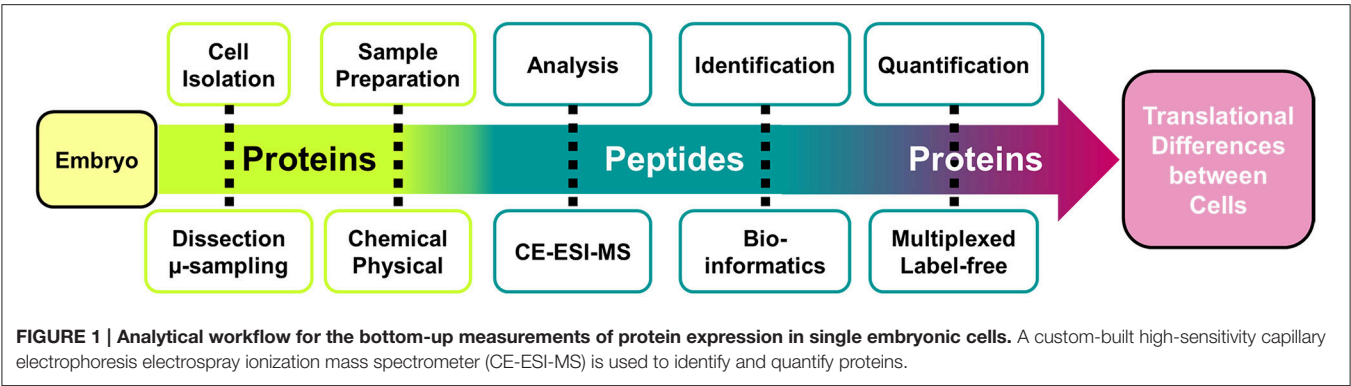 Cell
Isolation
Sample
Preparation
Analysis
Identification
Quantification
Embryo
Proteins
Peptides
Proteins
Translational
Differences
between
Cells
Dissection
μ-sampling
Chemical
Physical
CE-ESI-MS
Bio-
informatics
Multiplexed
Label-free
FIGURE 1 | Analytical workflow for the bottom-up measurements of protein expression in single embryonic cells. A custom-built high-sensitivity capillary
electrophoresis electrospray ionization mass spectrometer (CE-ESI-MS) is used to identify and quantify proteins.